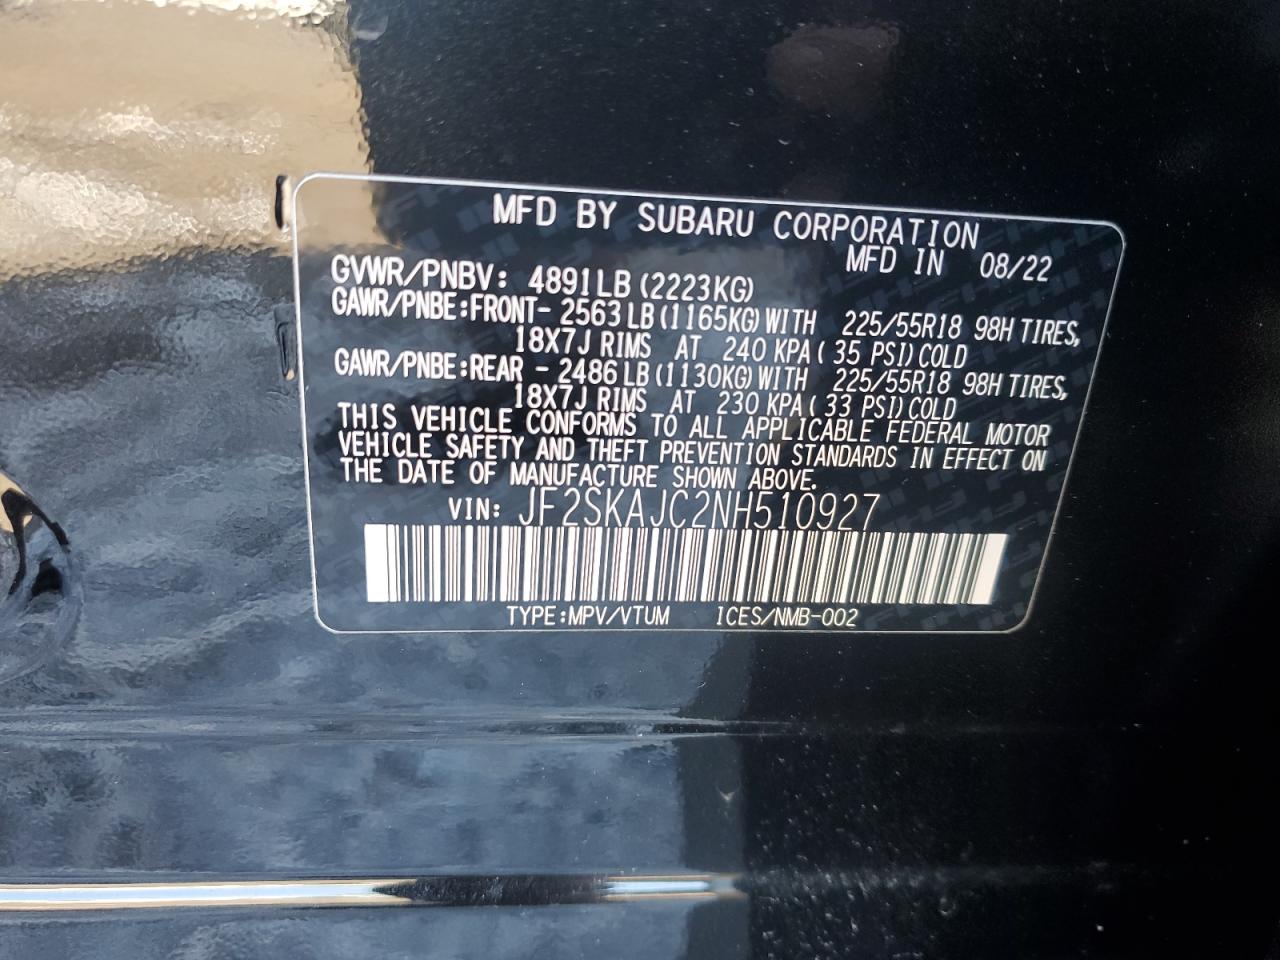 MFD BY SUBARU CORPORATION
MFD IN 08/22
GVWR/PNBV: 4891LB (2223KG)
GAWR/PNBE:FRONT- 2563 LB (1165KG) WITH 225/55R18 98H TIRES,
18X7J RIMS AT 240 KPA ( 35 PSI) COLD
GAWR/PNBE:REAR - 2486 LB (1130KG) WITH 225/55R18 98H TIRES,
18X7J RIMS AT 230 KPA ( 33 PSI) COLD
THIS VEHICLE CONFORMS TO ALL APPLICABLE FEDERAL MOTOR
VEHICLE SAFETY AND THEFT PREVENTION STANDARDS IN EFFECT ON
THE DATE OF MANUFACTURE SHOWN ABOVE.
VIN: JF2SKAJC2NH510927
TYPE:MPV/VTUM ICES/NMB-002